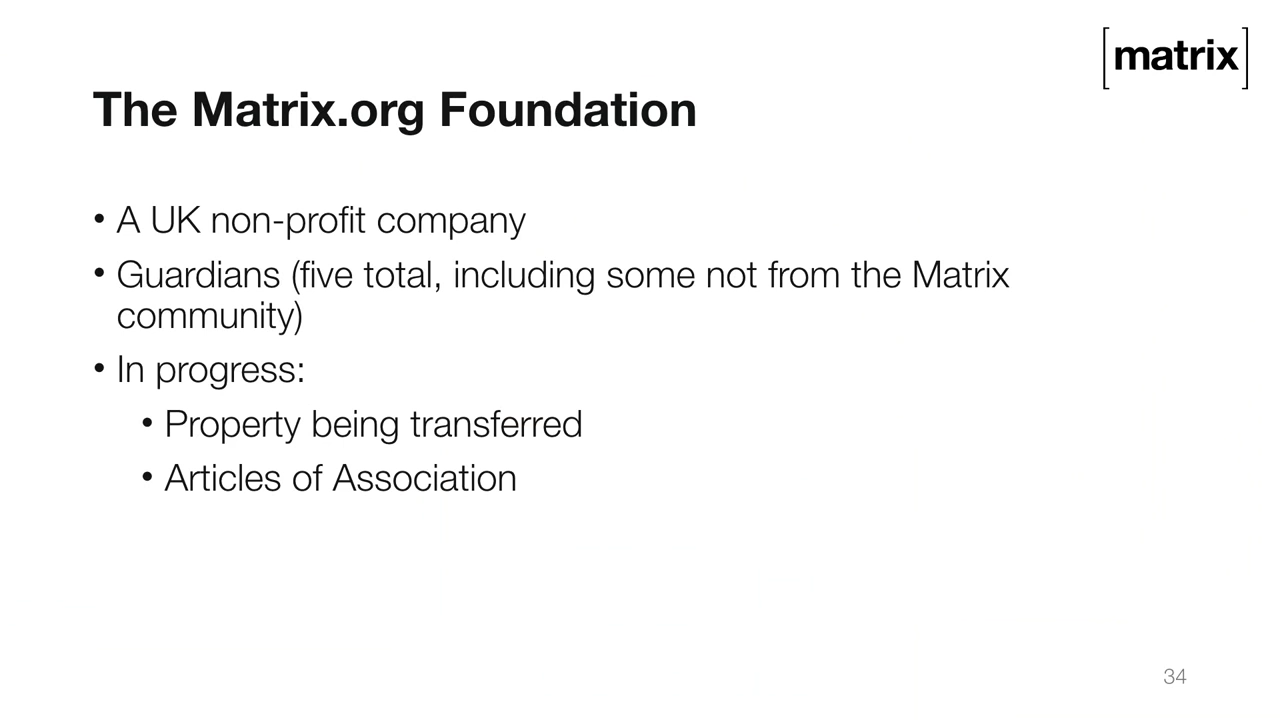 [matrix]
The Matrix.org Foundation
• A UK non-profit company
• Guardians (five total, including some not from the Matrix
community)
• In progress:
• Property being transferred
• Articles of Association
34